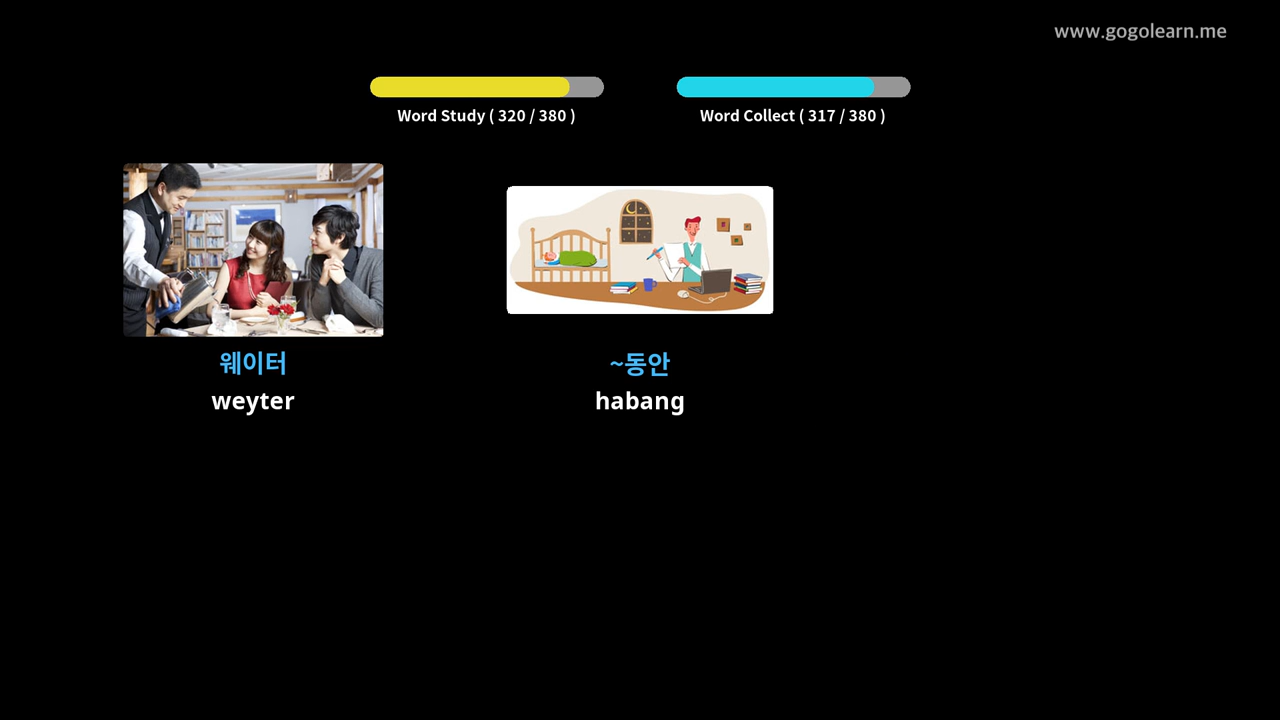 www.gogolearn.me
Word Study ( 320 / 380 )
Word Collect ( 317 / 380 )
웨이터
weyter
~동안
habang